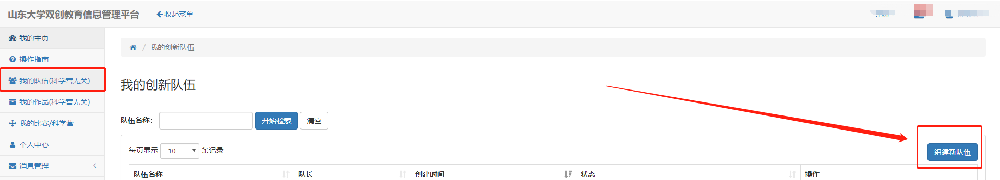 山东大学双创教育信息管理平台 收起菜单
我的主页
操作指南
我的队伍(科学营无关)
我的作品(科学营无关)
我的比赛/科学营
个人中心
消息管理
/ 我的创新队伍
我的创新队伍
队伍名称: 开始检索 清空
每页显示 10 条记录
组建新队伍
队伍名称 队长 创建时间 状态 操作